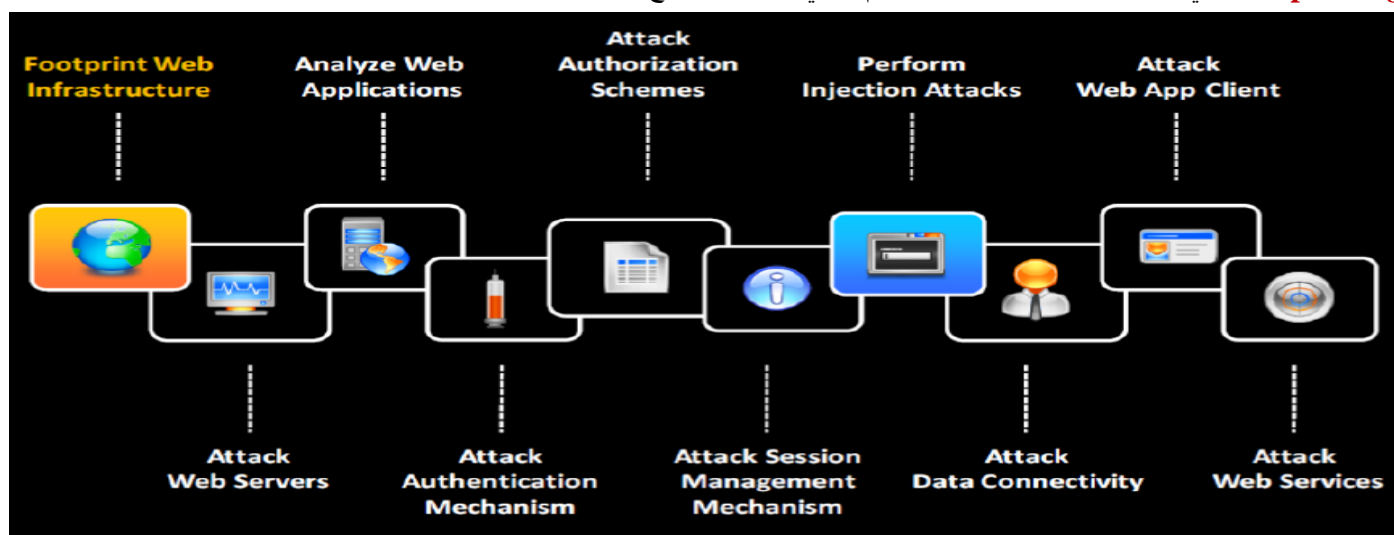 Footprint Web
Infrastructure
Analyze Web
Applications
Attack
Authorization
Schemes
Perform
Injection Attacks
Attack
Web App Client
Attack
Web Servers
Attack
Authentication
Mechanism
Attack Session
Management
Mechanism
Attack
Data Connectivity
Attack
Web Services